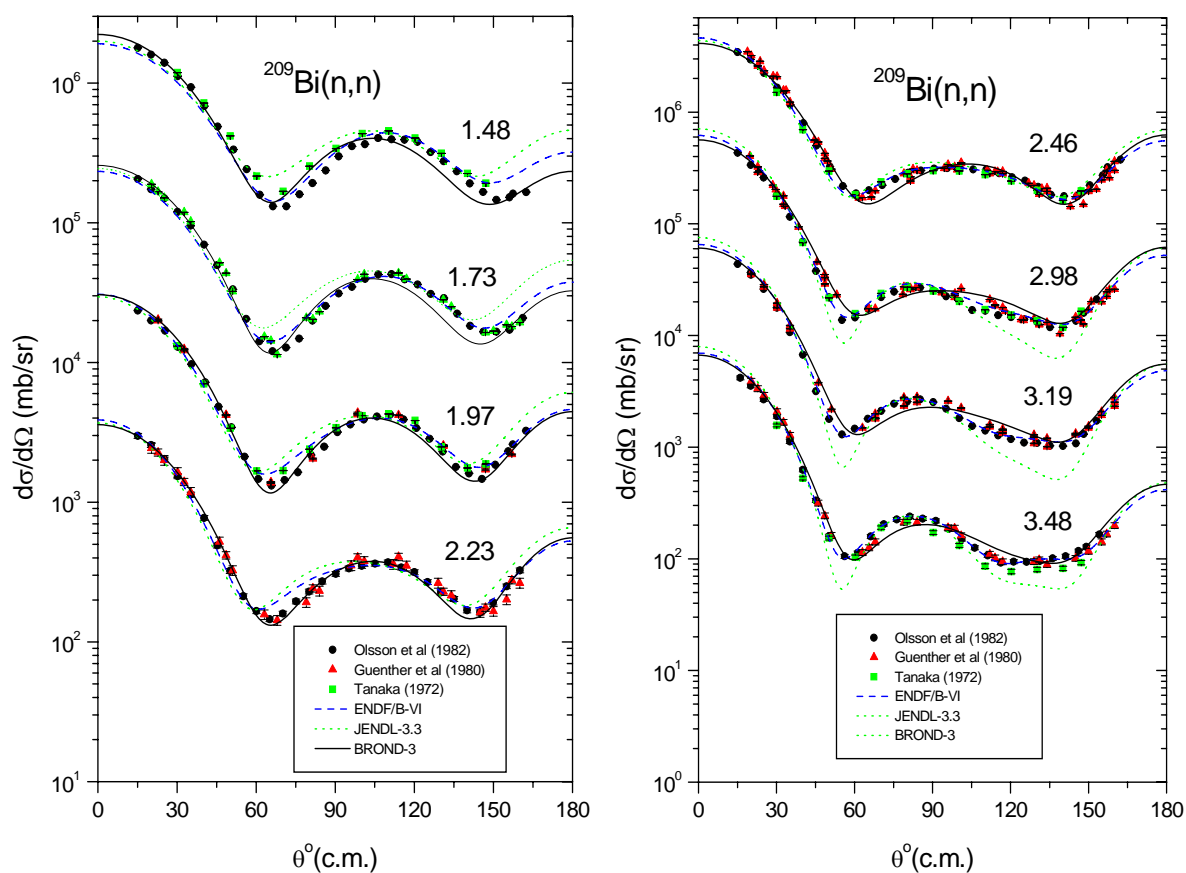 ²⁰⁹Bi(n,n)
1.48
1.73
1.97
2.23
10⁶
10⁵
10⁴
10³
10²
10¹
dσ/dΩ (mb/sr)
Olsson et al (1982)
Guenther et al (1980)
Tanaka (1972)
ENDF/B-VI
JENDL-3.3
BROND-3
0 30 60 90 120 150 180
θ°(c.m.)
²⁰⁹Bi(n,n)
2.46
2.98
3.19
3.48
10⁶
10⁵
10⁴
10³
10²
10¹
10⁰
dσ/dΩ (mb/sr)
Olsson et al (1982)
Guenther et al (1980)
Tanaka (1972)
ENDF/B-VI
JENDL-3.3
BROND-3
0 30 60 90 120 150 180
θ°(c.m.)